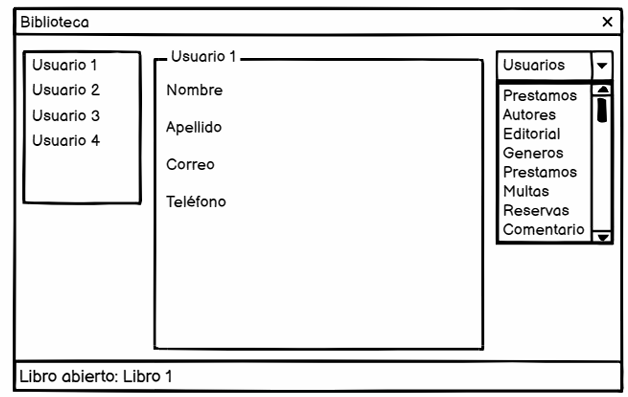 Biblioteca
Usuario 1
Usuario 2
Usuario 3
Usuario 4
Usuario 1
Nombre
Apellido
Correo
Teléfono
Usuarios
Prestamos
Autores
Editorial
Generos
Prestamos
Multas
Reservas
Comentario
Libro abierto: Libro 1